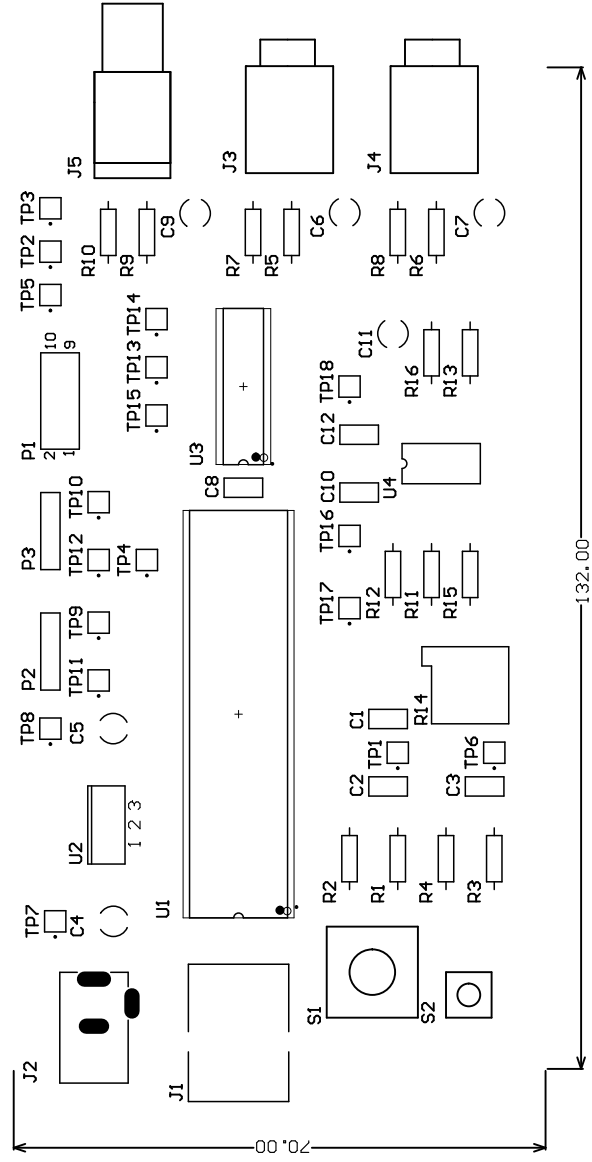 J5
J3
J4
TP3
TP2
TP5
R10
R9
C9
R7
R5
C6
R8
R6
C7
TP14
TP13
TP15
10
9
P1
2
1
U3
C11
R16
R13
TP18
C12
C10
U4
C8
TP10
P3
TP12
TP4
TP16
TP17
R12
R11
R15
132.00
TP9
P2
TP11
TP8
C5
C1
R14
TP1
TP6
C2
C3
U2
1 2 3
R2
R1
R4
R3
U1
TP7
C4
S1
S2
J2
J1
70.00